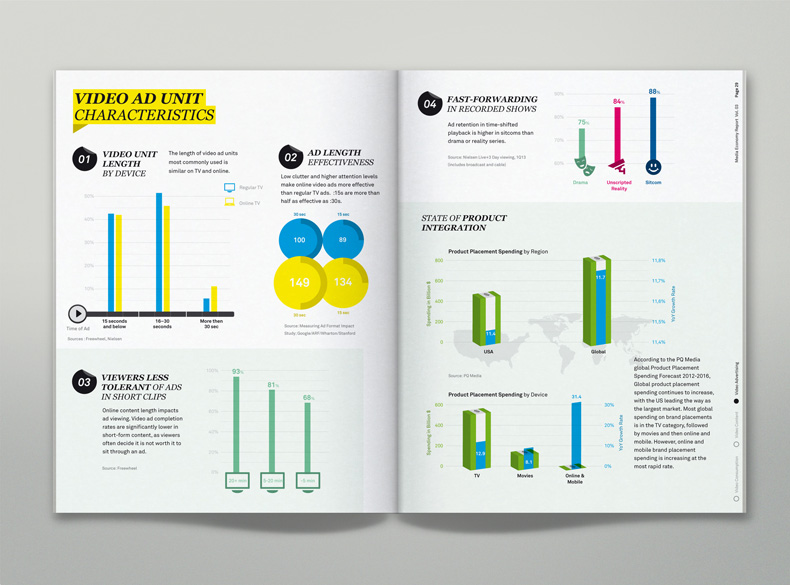 VIDEO AD UNIT
CHARACTERISTICS
01
VIDEO UNIT
LENGTH
BY DEVICE
The length of video ad units
most commonly used is
similar on TV and online.
Regular TV
Online TV
50%
40%
30%
20%
10%
Time of Ad
15 seconds
and below
16–30
seconds
More then
30 sec
Sources: Freewheel, Nielsen
02
AD LENGTH
EFFECTIVENESS
Low clutter and higher attention levels
make online video ads more effective
than regular TV ads. :15s are more than
half as effective as :30s.
30 sec
15 sec
100
89
149
134
30 sec
15 sec
Source: Measuring Ad Format Impact
Study: Google/ARF/Wharton/Stanford
03
VIEWERS LESS
TOLERANT OF ADS
IN SHORT CLIPS
Online content length impacts
ad viewing. Video ad completion
rates are significantly lower in
short-form content, as viewers
often decide it is not worth it to
sit through an ad.
Source: Freewheel
100%
80%
60%
40%
20%
0%
93%
81%
68%
20+ min
5-20 min
-5 min
04
FAST-FORWARDING
IN RECORDED SHOWS
Ad retention in time-shifted
playback is higher in sitcoms than
drama or reality series.
Source: Nielsen Live+3 Day viewing, 1Q13
(Includes broadcast and cable)
75%
84%
88%
Drama
Unscripted
Reality
Sitcom
Media Economy Report Vol. 03
Page 25
STATE OF PRODUCT
INTEGRATION
Product Placement Spending by Region
Spending in Billion $
800
600
400
200
0
11.4
11.7
USA
Global
11.8%
11.7%
11.6%
11.5%
11.4%
YoY Growth Rate
Source: PQ Media
Product Placement Spending by Device
Spending in Billion $
600
400
200
0
12.9
9.1
31.4
TV
Movies
Online &
Mobile
30%
20%
10%
0%
YoY Growth Rate
According to the PQ Media
global Product Placement
Spending Forecast 2012-2016,
Global product placement
spending continues to increase,
with the US leading the way as
the largest market. Most global
spending on brand placements
is in the TV category, followed
by movies and then online and
mobile. However, online and
mobile brand placement
spending is increasing at the
most rapid rate.
Video Advertising
Video Content
Video Consumption